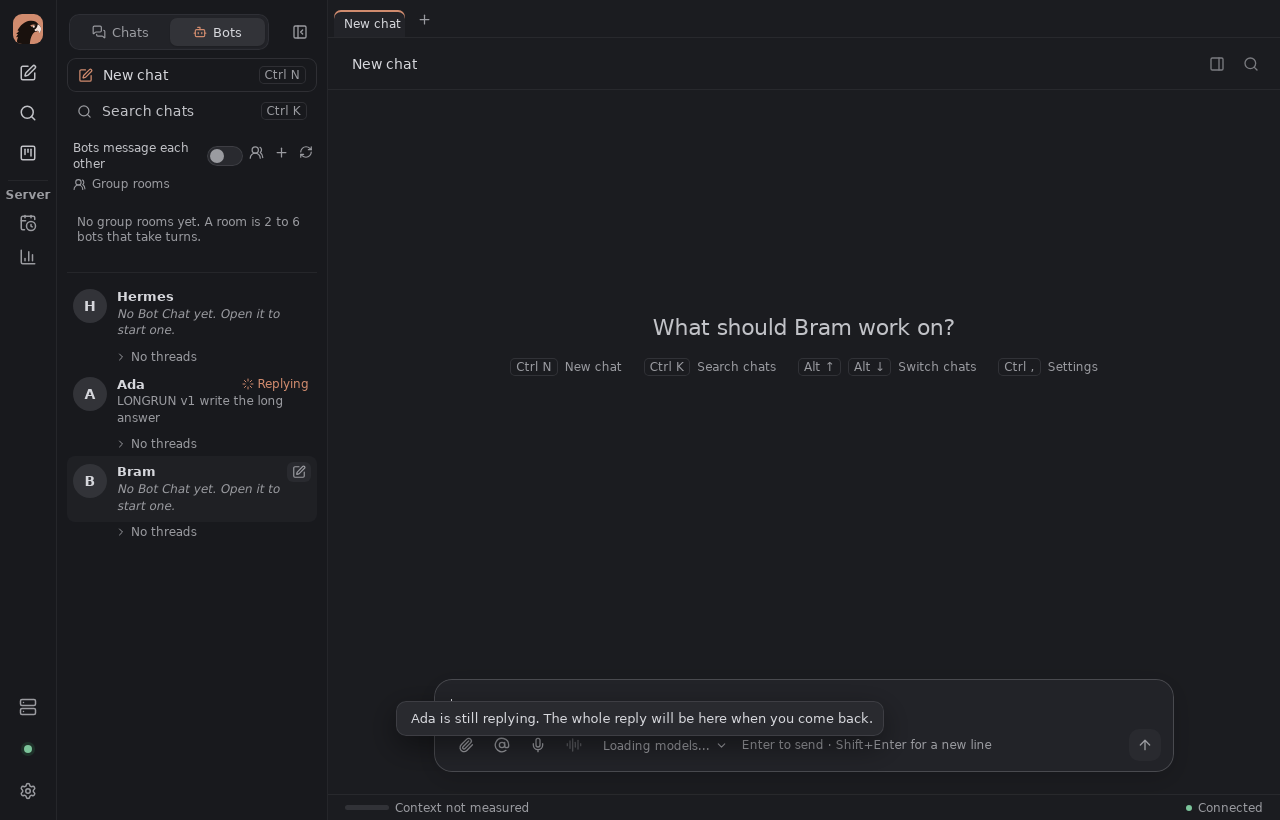 Chats
Bots
New chat
Ctrl N
Search chats
Ctrl K
Bots message each
other
Group rooms
No group rooms yet. A room is 2 to 6
bots that take turns.
Server
H
Hermes
No Bot Chat yet. Open it to
start one.
No threads
A
Ada
Replying
LONGRUN v1 write the long
answer
No threads
B
Bram
No Bot Chat yet. Open it to
start one.
No threads
New chat
New chat
What should Bram work on?
Ctrl N New chat Ctrl K Search chats Alt ↑ Alt ↓ Switch chats Ctrl , Settings
Ada is still replying. The whole reply will be here when you come back.
Loading models... Enter to send · Shift+Enter for a new line
Context not measured
Connected